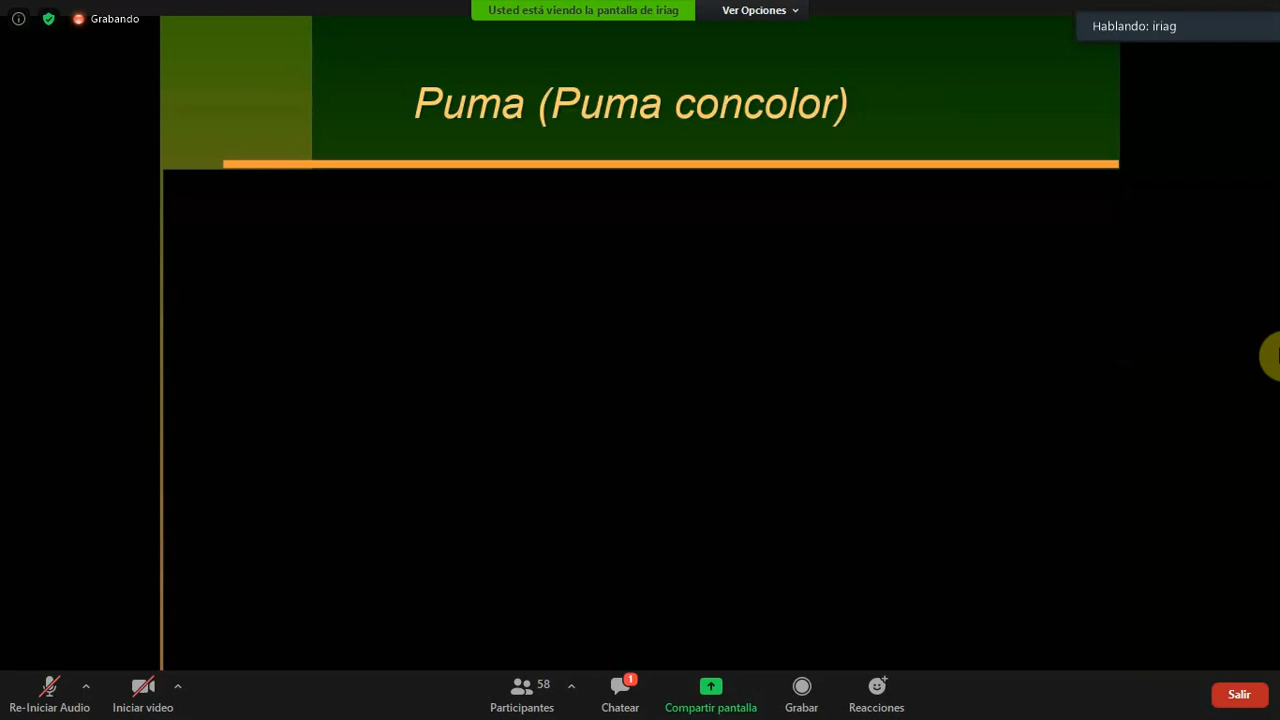 Grabando
Usted está viendo la pantalla de iriag
Ver Opciones
Hablando: iriag
Puma (Puma concolor)
Re-Iniciar Audio
Iniciar video
58
Participantes
1
Chatear
Compartir pantalla
Grabar
Reacciones
Salir